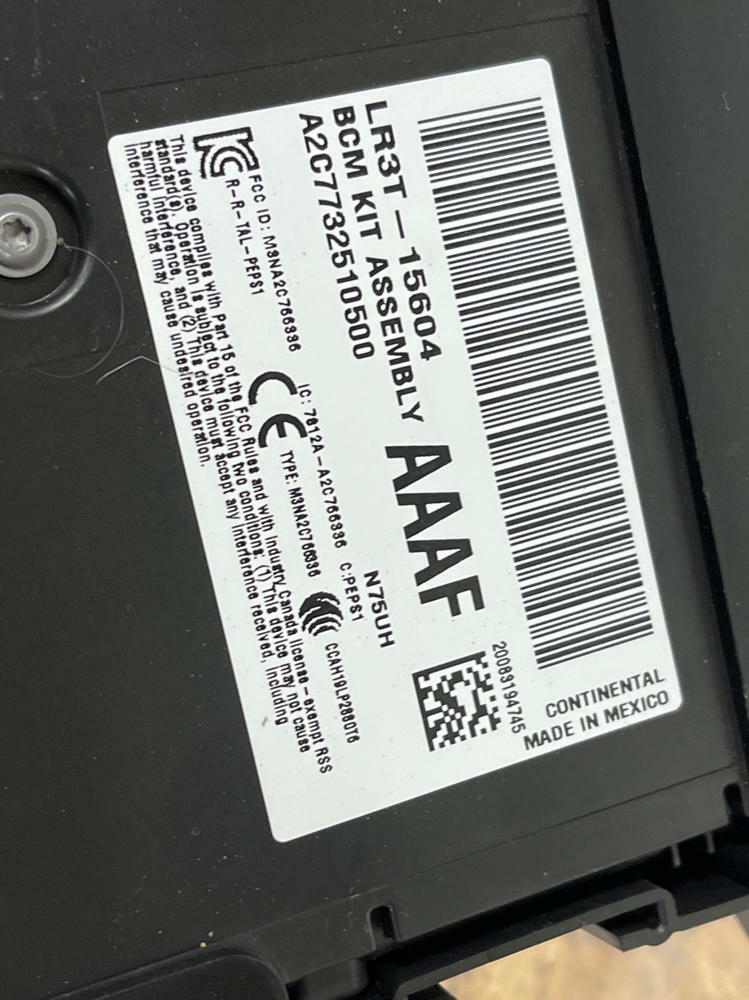 LR3T-15604
BCM KIT ASSEMBLY
A2C7732510500
AAAF
N75UH
20083194745
CONTINENTAL
MADE IN MEXICO
FCC ID: M3NA2C766336
R-R-TAL-PEPS1
IC: 7812A-A2C766336 C:PEPS1
CE TYPE: M3NA2C766336
CCAH19LP2880T6
This device complies with Part 15 of the FCC Rules and with Industry Canada license-exempt RSS
standard(s). Operation is subject to the following two conditions: (1) This device may not cause
harmful interference, and (2) This device must accept any interference received, including
interference that may cause undesired operation.